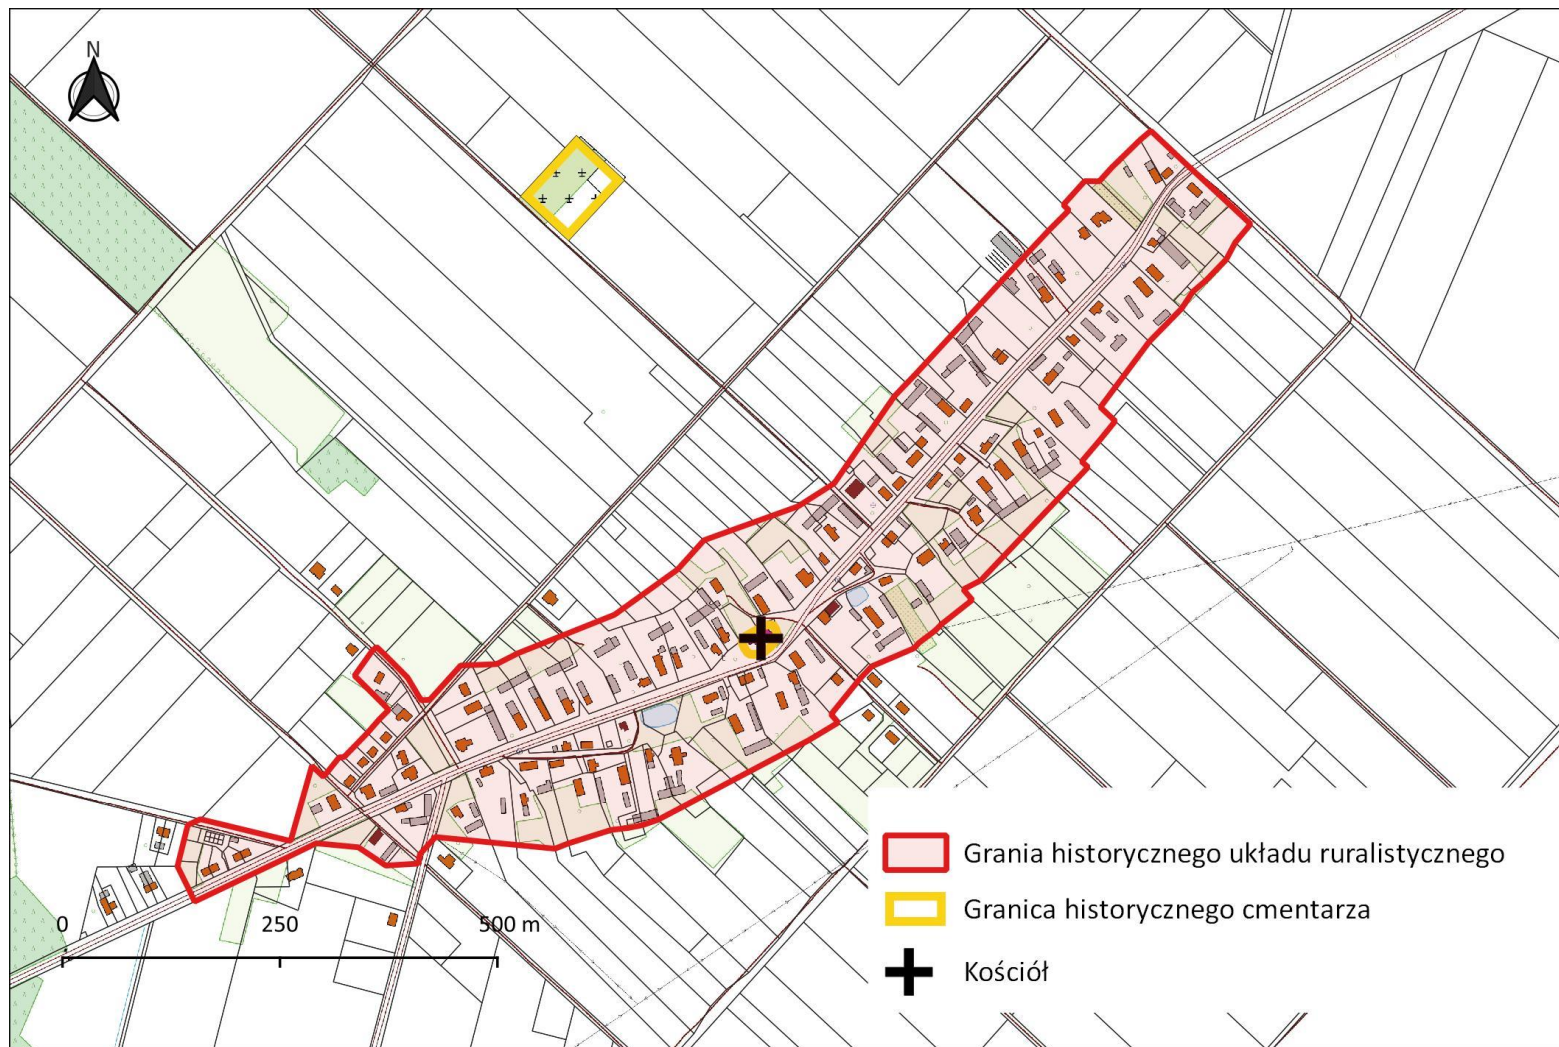 N
Grania historycznego układu ruralistycznego
Granica historycznego cmentarza
Kościół
0 250 500 m